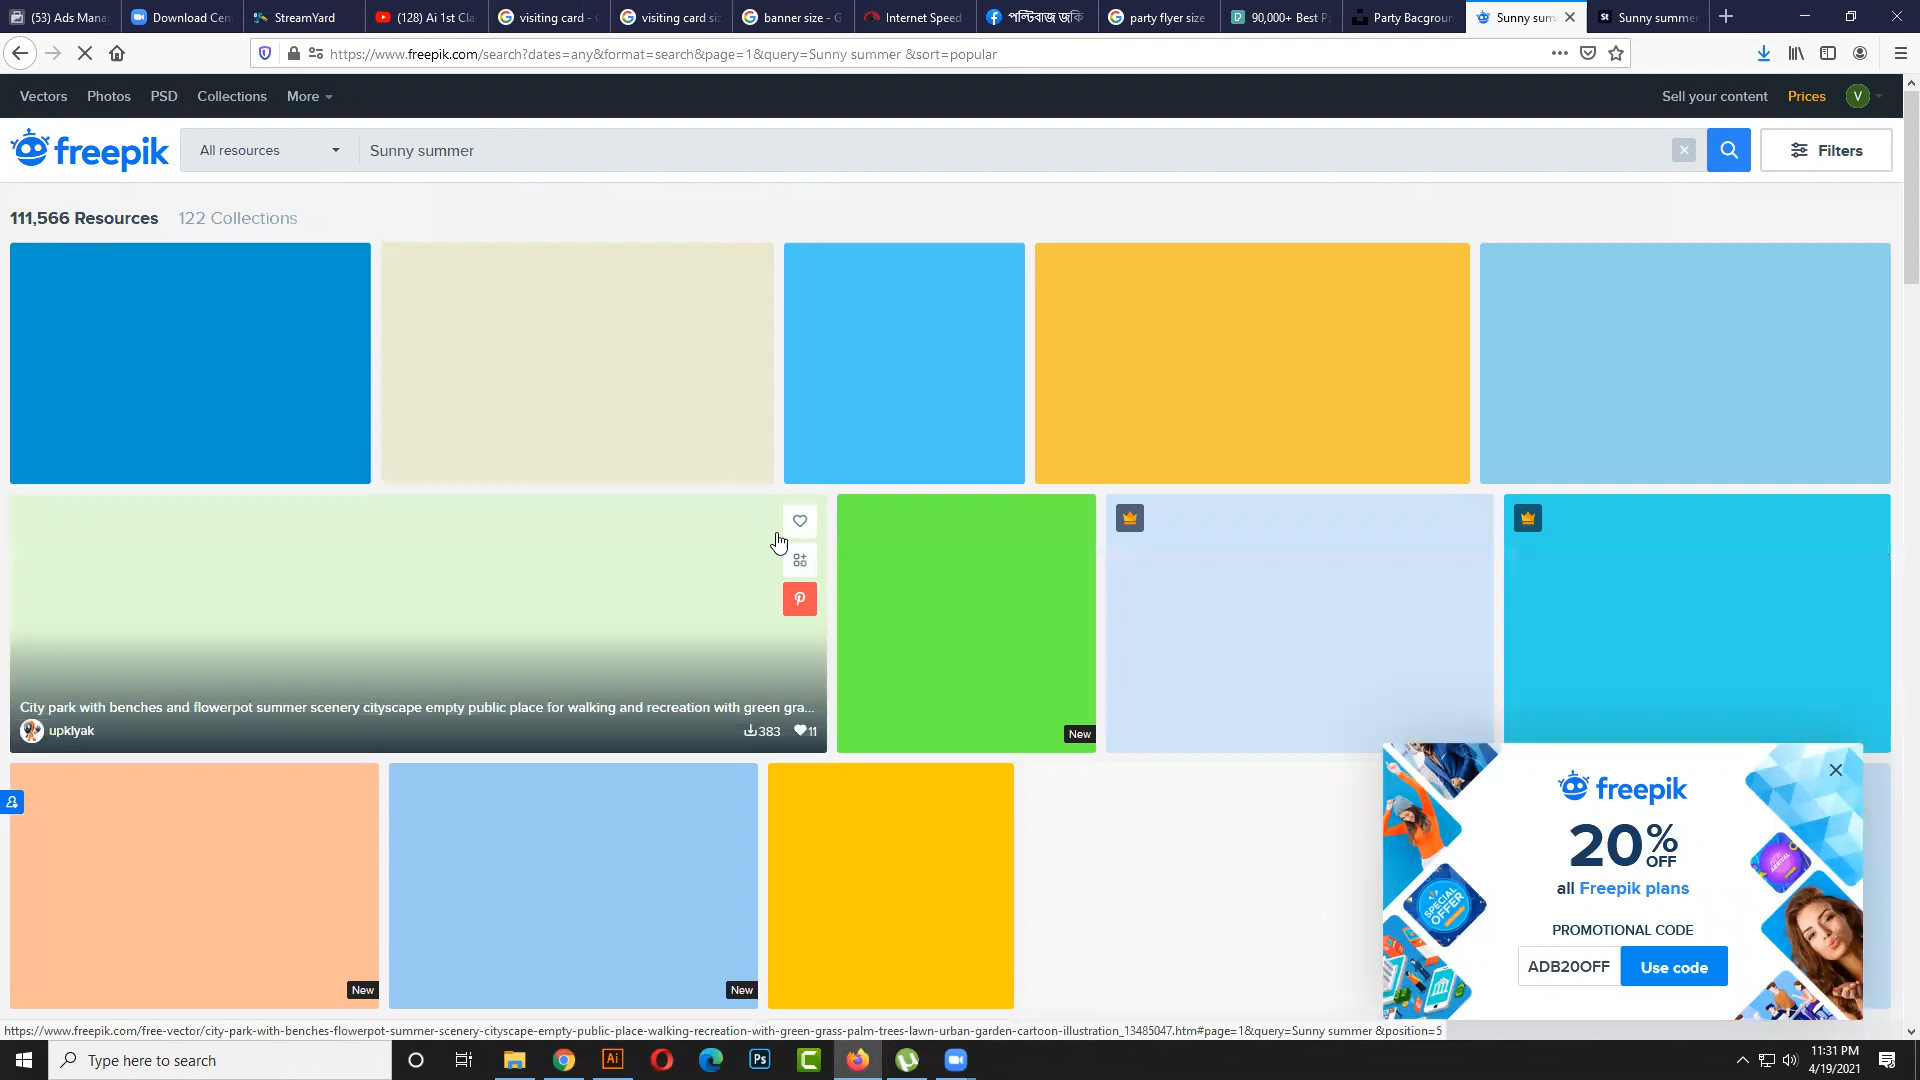 (53) Ads Mana
Download Cen
StreamYard
(128) Ai 1st Cla
visiting card - G
visiting card siz
banner size - G
Internet Speed
পল্টিবাজ জকি
party flyer size
90,000+ Best P
Party Bacgroun
Sunny sum
Sunny summer
https://www.freepik.com/search?dates=any&format=search&page=1&query=Sunny summer &sort=popular
Vectors
Photos
PSD
Collections
More
Sell your content
Prices
V
freepik
All resources
Sunny summer
Filters
111,566 Resources
122 Collections
City park with benches and flowerpot summer scenery cityscape empty public place for walking and recreation with green gra...
upklyak
383
11
New
New
New
freepik
20% OFF
all Freepik plans
PROMOTIONAL CODE
ADB20OFF
Use code
SPECIAL OFFER
NEW ARRIVAL
https://www.freepik.com/free-vector/city-park-with-benches-flowerpot-summer-scenery-cityscape-empty-public-place-walking-recreation-with-green-grass-palm-trees-lawn-urban-garden-cartoon-illustration_13485047.htm#page=1&query=Sunny summer &position=5
Type here to search
Ai
Ps
11:31 PM
4/19/2021